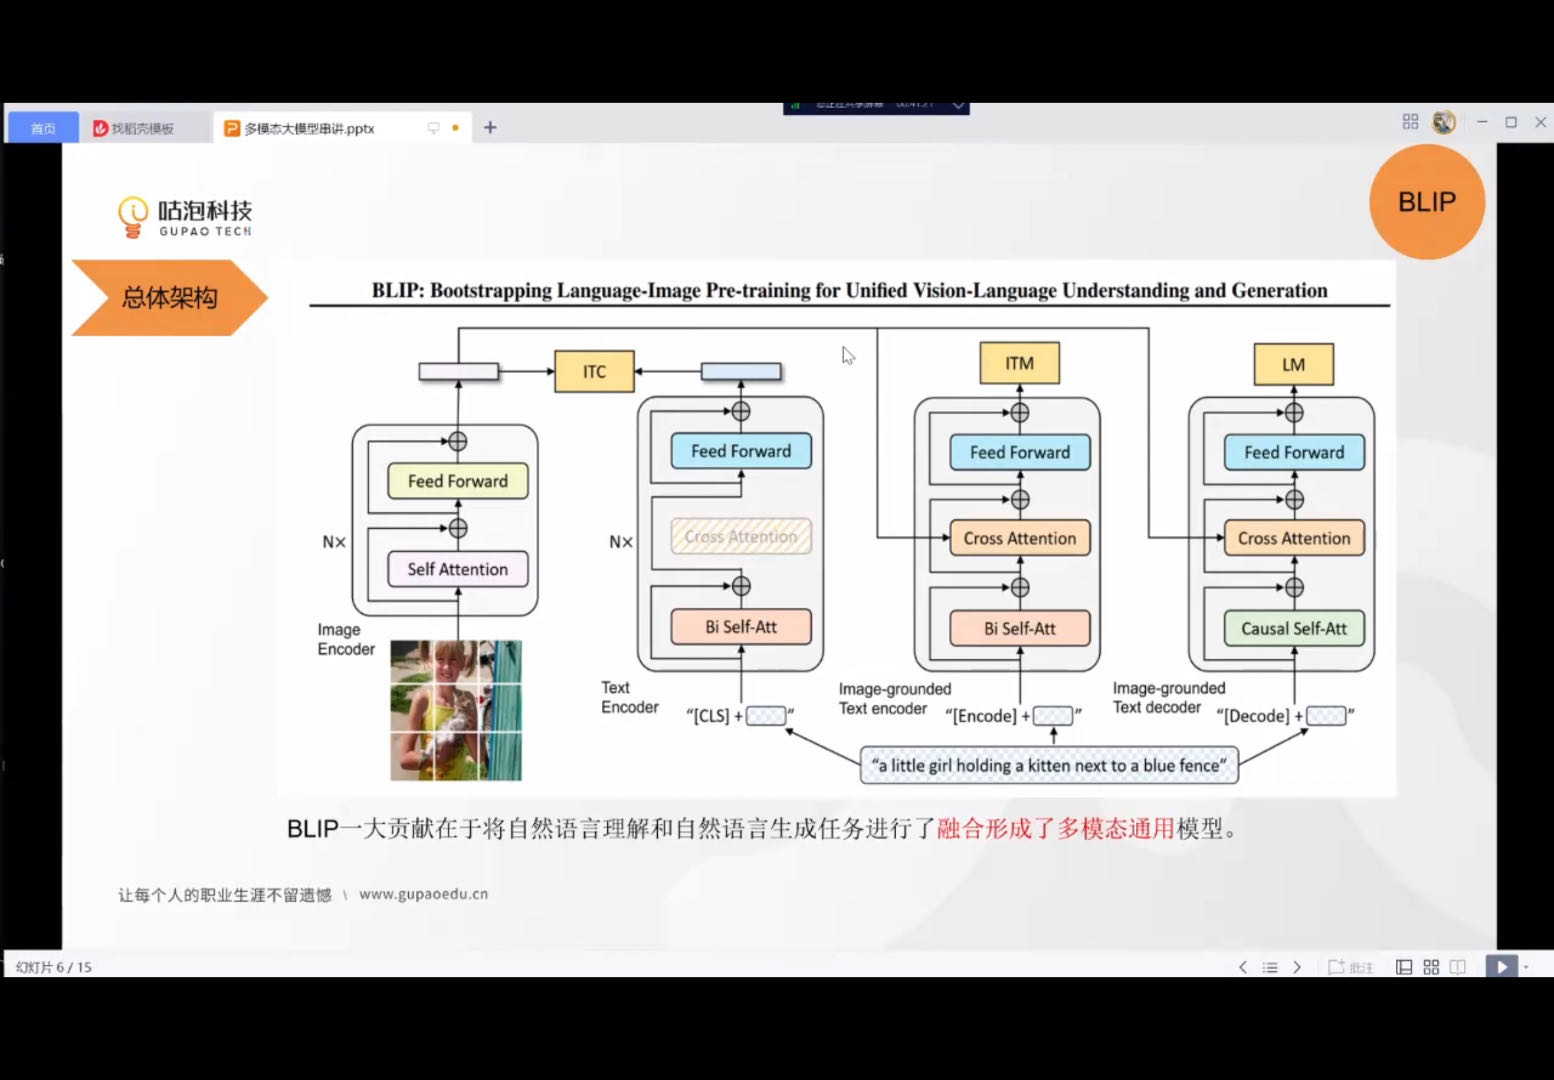 首页
找稻壳模板
多模态大模型串讲.pptx
咕泡科技
GUPAO TECH
BLIP
总体架构
BLIP: Bootstrapping Language-Image Pre-training for Unified Vision-Language Understanding and Generation
ITC
ITM
LM
Feed Forward
Feed Forward
Feed Forward
Feed Forward
Cross Attention
Cross Attention
Cross Attention
N×
N×
Self Attention
Bi Self-Att
Bi Self-Att
Causal Self-Att
Image
Encoder
Text
Encoder
"[CLS] + "
Image-grounded
Text encoder
"[Encode] + "
Image-grounded
Text decoder
"[Decode] + "
"a little girl holding a kitten next to a blue fence"
BLIP一大贡献在于将自然语言理解和自然语言生成任务进行了融合形成了多模态通用模型。
让每个人的职业生涯不留遗憾 \ www.gupaoedu.cn
幻灯片 6 / 15
批注